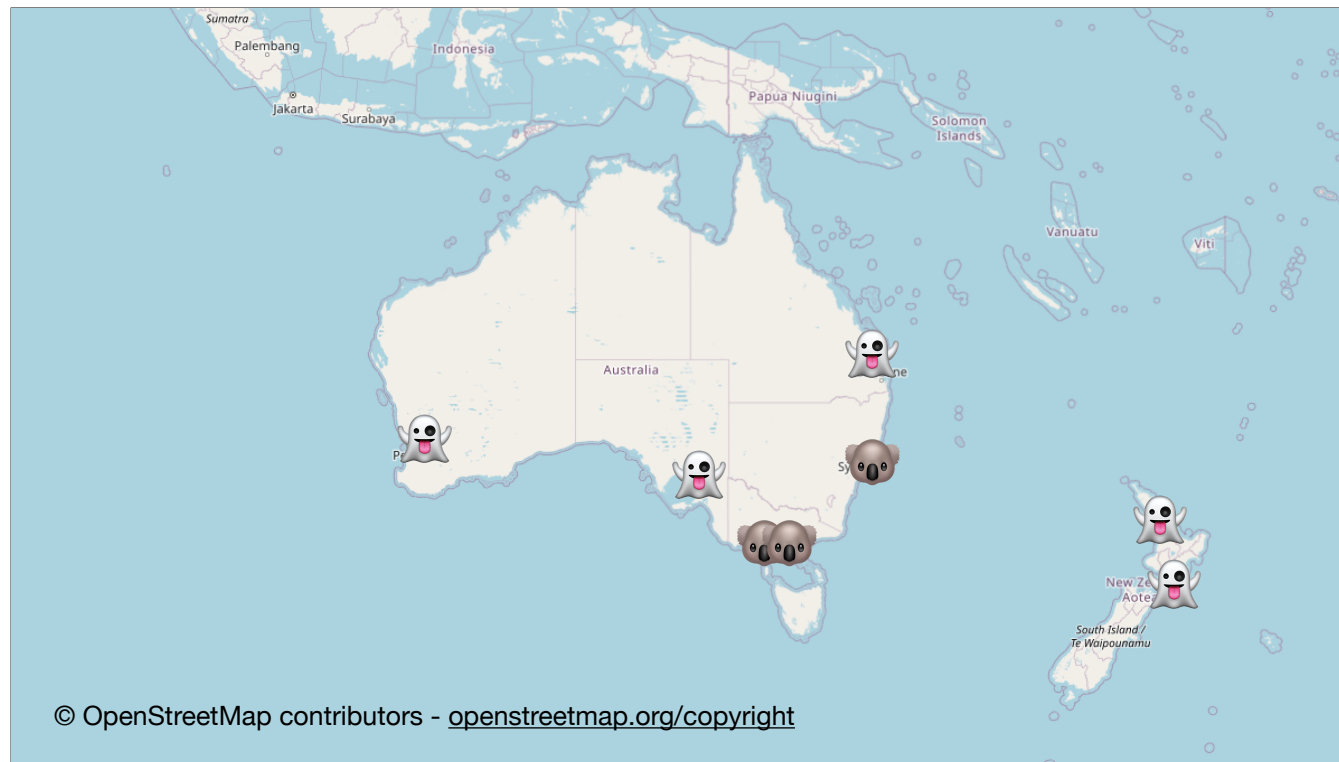 Sumatra
Palembang
Indonesia
Jakarta
Surabaya
Papua Niugini
Solomon
Islands
Vanuatu
Viti
Australia
New Ze
Aotea
South Island /
Te Waipounamu
© OpenStreetMap contributors - openstreetmap.org/copyright